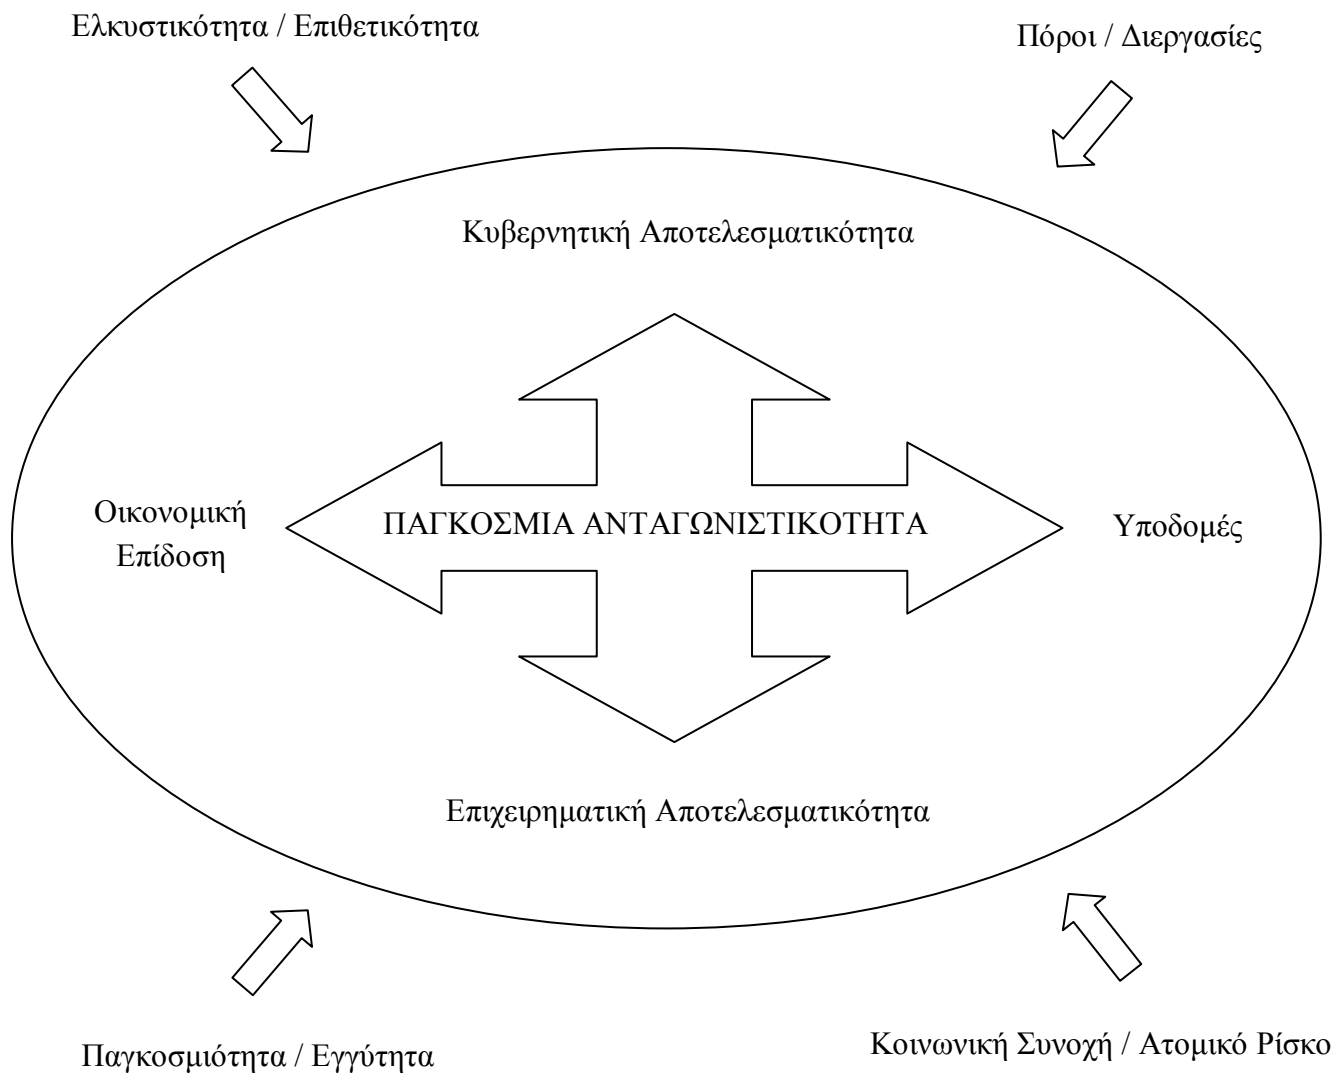 Ελκυστικότητα / Επιθετικότητα
Πόροι / Διεργασίες
Κυβερνητική Αποτελεσματικότητα
Οικονομική
Επίδοση
ΠΑΓΚΟΣΜΙΑ ΑΝΤΑΓΩΝΙΣΤΙΚΟΤΗΤΑ
Υποδομές
Επιχειρηματική Αποτελεσματικότητα
Παγκοσμιότητα / Εγγύτητα
Κοινωνική Συνοχή / Ατομικό Ρίσκο